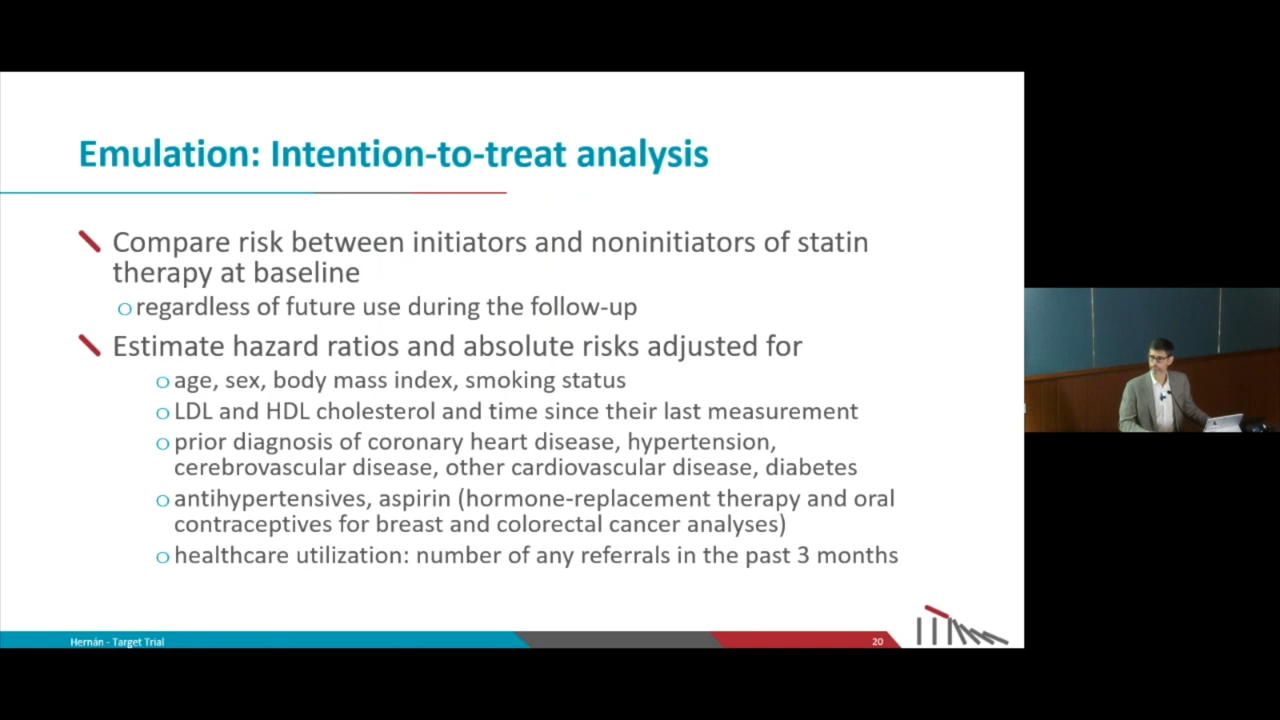 Emulation: Intention-to-treat analysis
Compare risk between initiators and noninitiators of statin
therapy at baseline
regardless of future use during the follow-up
Estimate hazard ratios and absolute risks adjusted for
age, sex, body mass index, smoking status
LDL and HDL cholesterol and time since their last measurement
prior diagnosis of coronary heart disease, hypertension,
cerebrovascular disease, other cardiovascular disease, diabetes
antihypertensives, aspirin (hormone-replacement therapy and oral
contraceptives for breast and colorectal cancer analyses)
healthcare utilization: number of any referrals in the past 3 months
Hernán - Target Trial
20